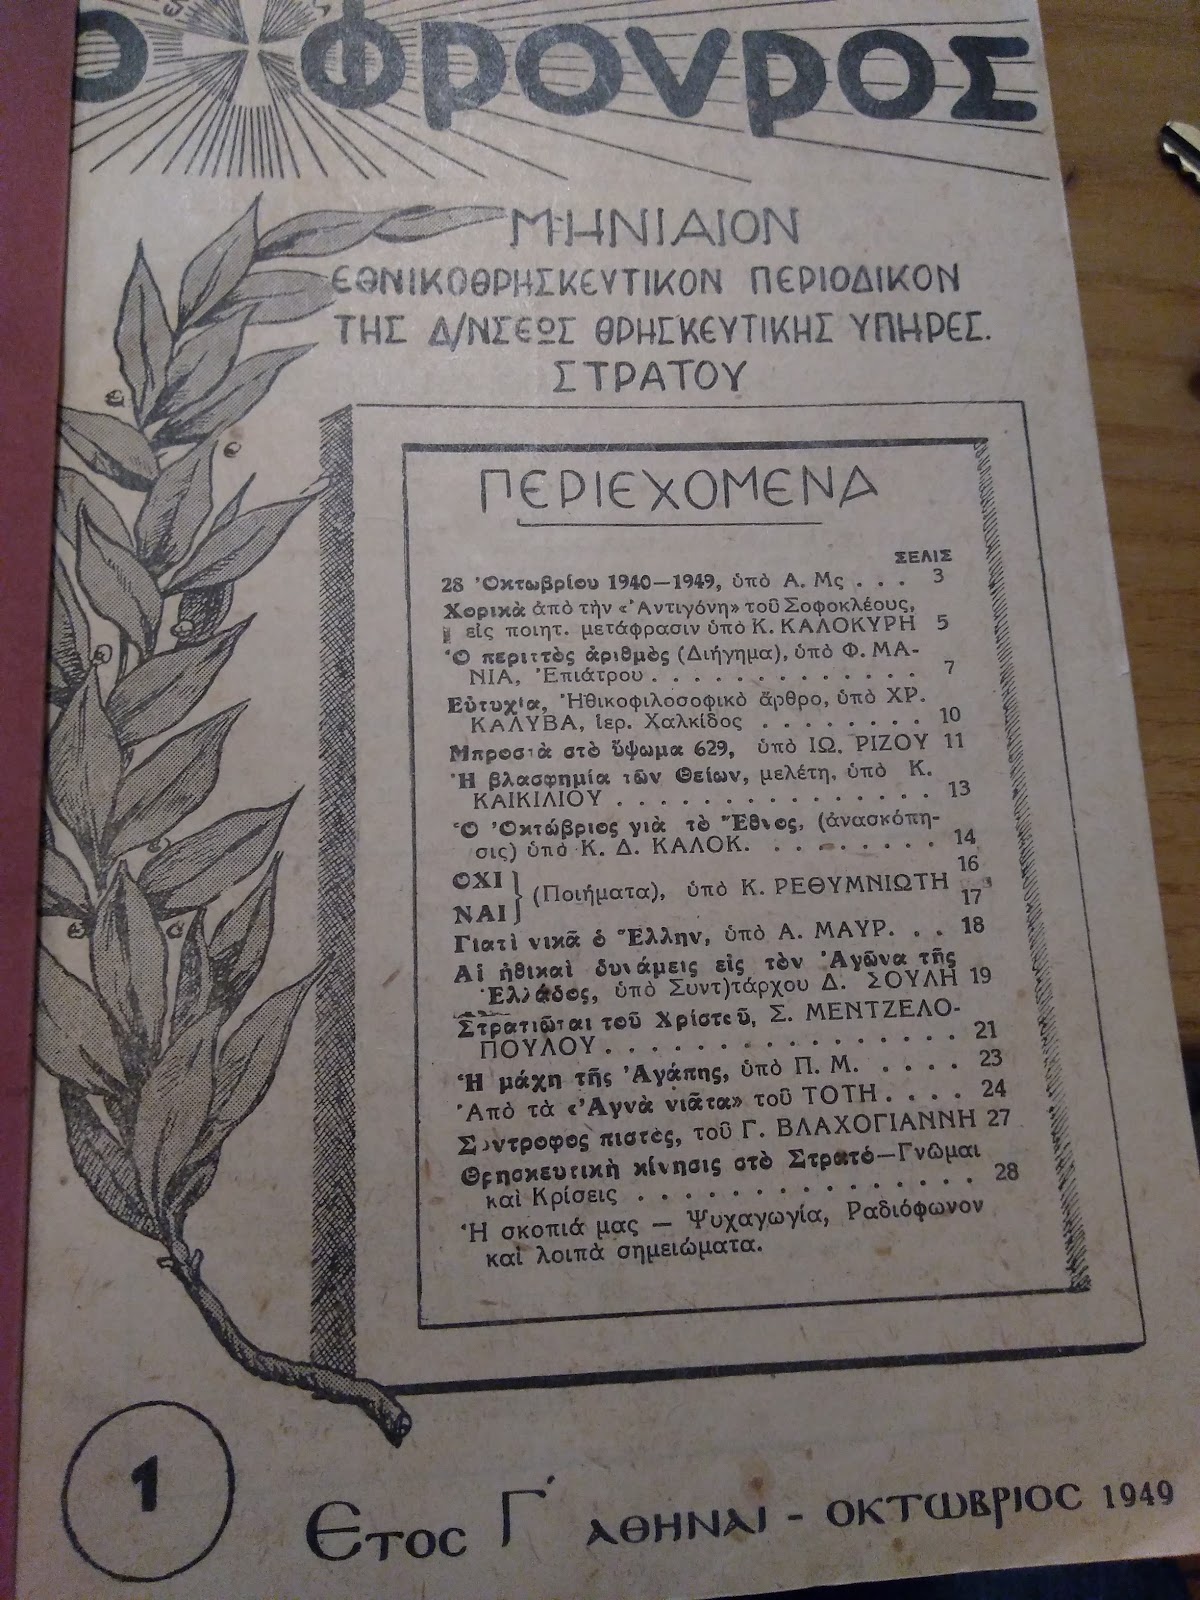 Ο ΦΡΟΥΡΟΣ
ΜΗΝΙΑΙΟΝ
ΕΘΝΙΚΟΘΡΗΣΚΕΥΤΙΚΟΝ ΠΕΡΙΟΔΙΚΟΝ
ΤΗΣ Δ/ΝΣΕΩΣ ΘΡΗΣΚΕΥΤΙΚΗΣ ΥΠΗΡΕΣ.
ΣΤΡΑΤΟΥ
ΠΕΡΙΕΧΟΜΕΝΑ
ΣΕΛΙΣ
28 Ὀκτωβρίου 1940—1949, ὑπὸ Α. Μς . . . 3
Χορικὰ ἀπὸ τὴν «Ἀντιγόνη» τοῦ Σοφοκλέους,
εἰς ποιητ. μετάφρασιν ὑπὸ Κ. ΚΑΛΟΚΥΡΗ 5
Ὁ περιττὸς ἀριθμὸς (Διήγημα), ὑπὸ Φ. ΜΑ-
ΝΙΑ, Ἐπιάτρου . . . . . . . . . . . . . 7
Εὐτυχία, Ἠθικοφιλοσοφικὸ ἄρθρο, ὑπὸ ΧΡ.
ΚΑΛΥΒΑ, ἱερ. Χαλκίδος . . . . . . . . 10
Μπροστὰ στὸ ὕψωμα 629, ὑπὸ ΙΩ. ΡΙΖΟΥ 11
Ἡ βλασφημία τῶν Θείων, μελέτη, ὑπὸ Κ.
ΚΑΙΚΙΛΙΟΥ . . . . . . . . . . . . . . . 13
Ὁ Ὀκτώβριος γιὰ τὸ Ἔθνος, (ἀνασκόπη-
σις) ὑπὸ Κ. Δ. ΚΑΛΟΚ. . . . . . . . . 14
ΟΧΙ 16
(Ποιήματα), ὑπὸ Κ. ΡΕΘΥΜΝΙΩΤΗ
ΝΑΙ 17
Γιατὶ νικᾶ ὁ Ἕλλην, ὑπὸ Α. ΜΑΥΡ. . . 18
Αἱ ἠθικαὶ δυνάμεις εἰς τὸν Ἀγῶνα τῆς
Ἑλλάδος, ὑπὸ Συντ)τάρχου Δ. ΣΟΥΛΗ 19
Στρατιῶται τοῦ Χρίστοῦ, Σ. ΜΕΝΤΖΕΛΟ-
ΠΟΥΛΟΥ . . . . . . . . . . . . . . . . 21
Ἡ μάχη τῆς Ἀγάπης, ὑπὸ Π. Μ. . . . . 23
Ἀπὸ τὰ «Ἁγνὰ νιᾶτα» τοῦ ΤΟΤΗ . . . . 24
Σύντροφος πιστὸς, τοῦ Γ. ΒΛΑΧΟΓΙΑΝΝΗ 27
Θρησκευτικὴ κίνησις στὸ Στρατό—Γνῶμαι
καὶ Κρίσεις . . . . . . . . . . . . . . . 28
Ἡ σκοπιά μας — Ψυχαγωγία, Ραδιόφωνον
καὶ λοιπὰ σημειώματα.
1
ΕΤΟΣ Γ΄ ΑΘΗΝΑΙ - ΟΚΤΩΒΡΙΟΣ 1949